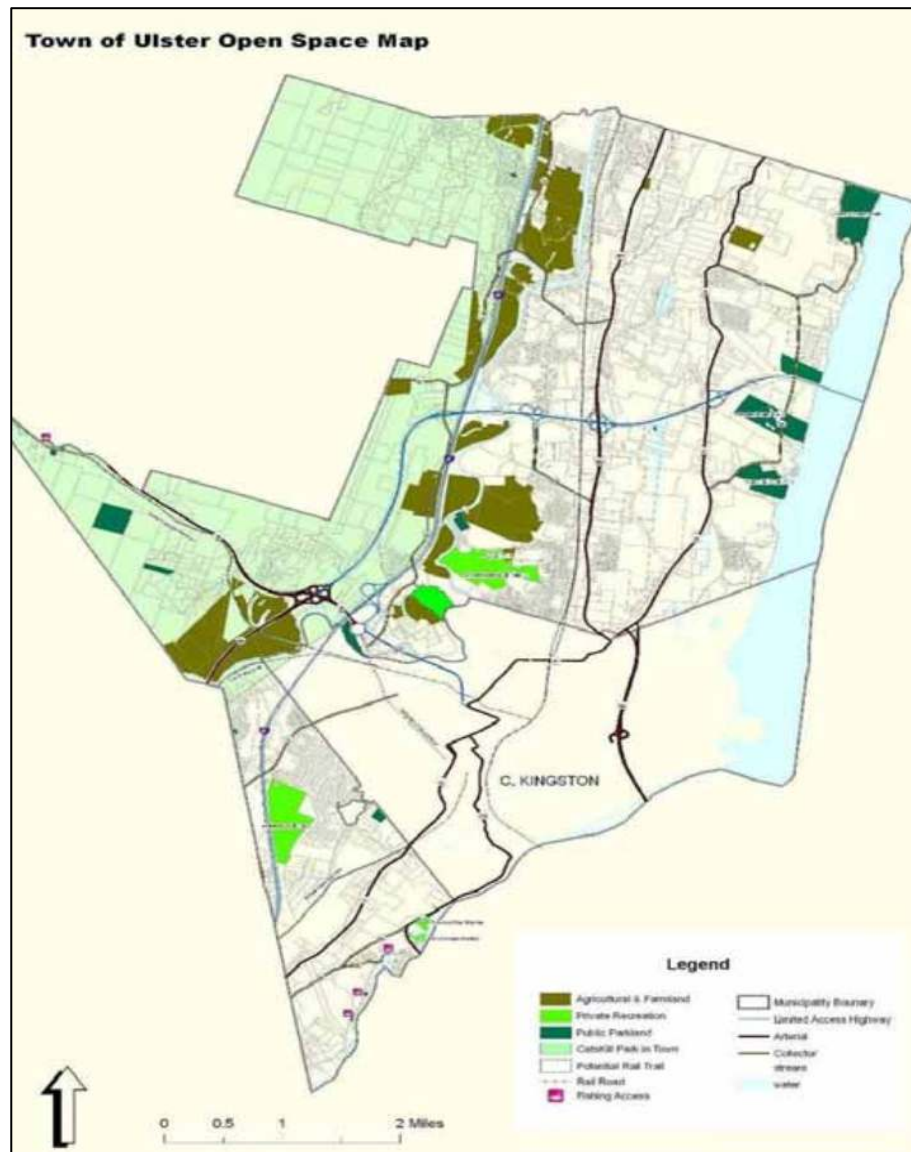 Town of Ulster Open Space Map
C. KINGSTON
Legend
Agricultural & Farmland
Private Recreation
Public Parkland
Catskill Park in Town
Potential Rail Trail
Rail Road
Fishing Access
Municipality Bounary
Limited Access Highway
Arterial
Collector
stream
water
0 0.5 1 2 Miles